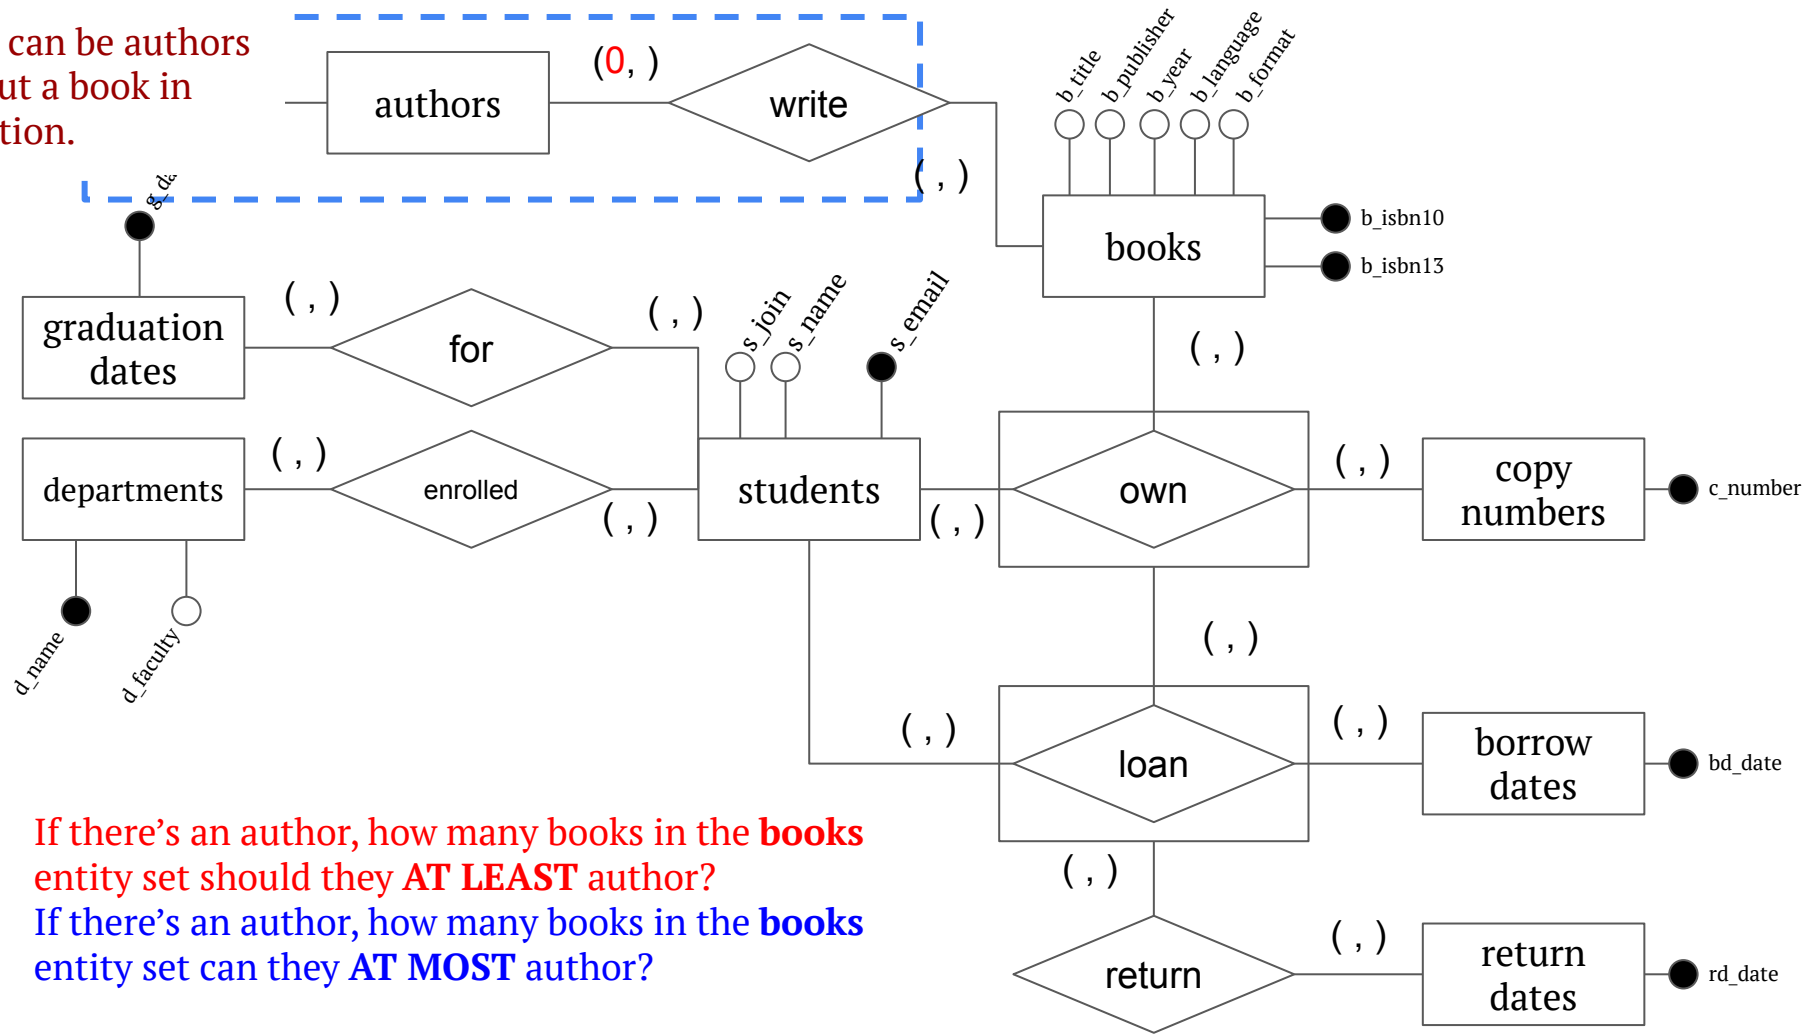 can be authors
a book in
authors
(0, )
write
( , )
b_title
b_publisher
b_year
b_language
b_format
books
b_isbn10
b_isbn13
graduation
dates
( , )
for
( , )
s_join
s_name
s_email
( , )
departments
( , )
enrolled
( , )
students
( , )
own
( , )
copy
numbers
c_number
d_name
d_faculty
( , )
( , )
loan
( , )
borrow
dates
bd_date
If there’s an author, how many books in the books
entity set should they AT LEAST author?
If there’s an author, how many books in the books
entity set can they AT MOST author?
( , )
return
( , )
return
dates
rd_date